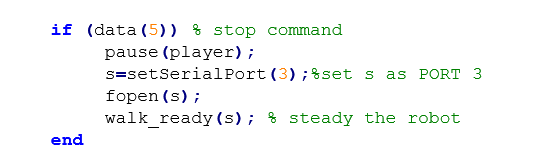 if (data(5)) % stop command
pause(player);
s=setSerialPort(3);%set s as PORT 3
fopen(s);
walk_ready(s); % steady the robot
end